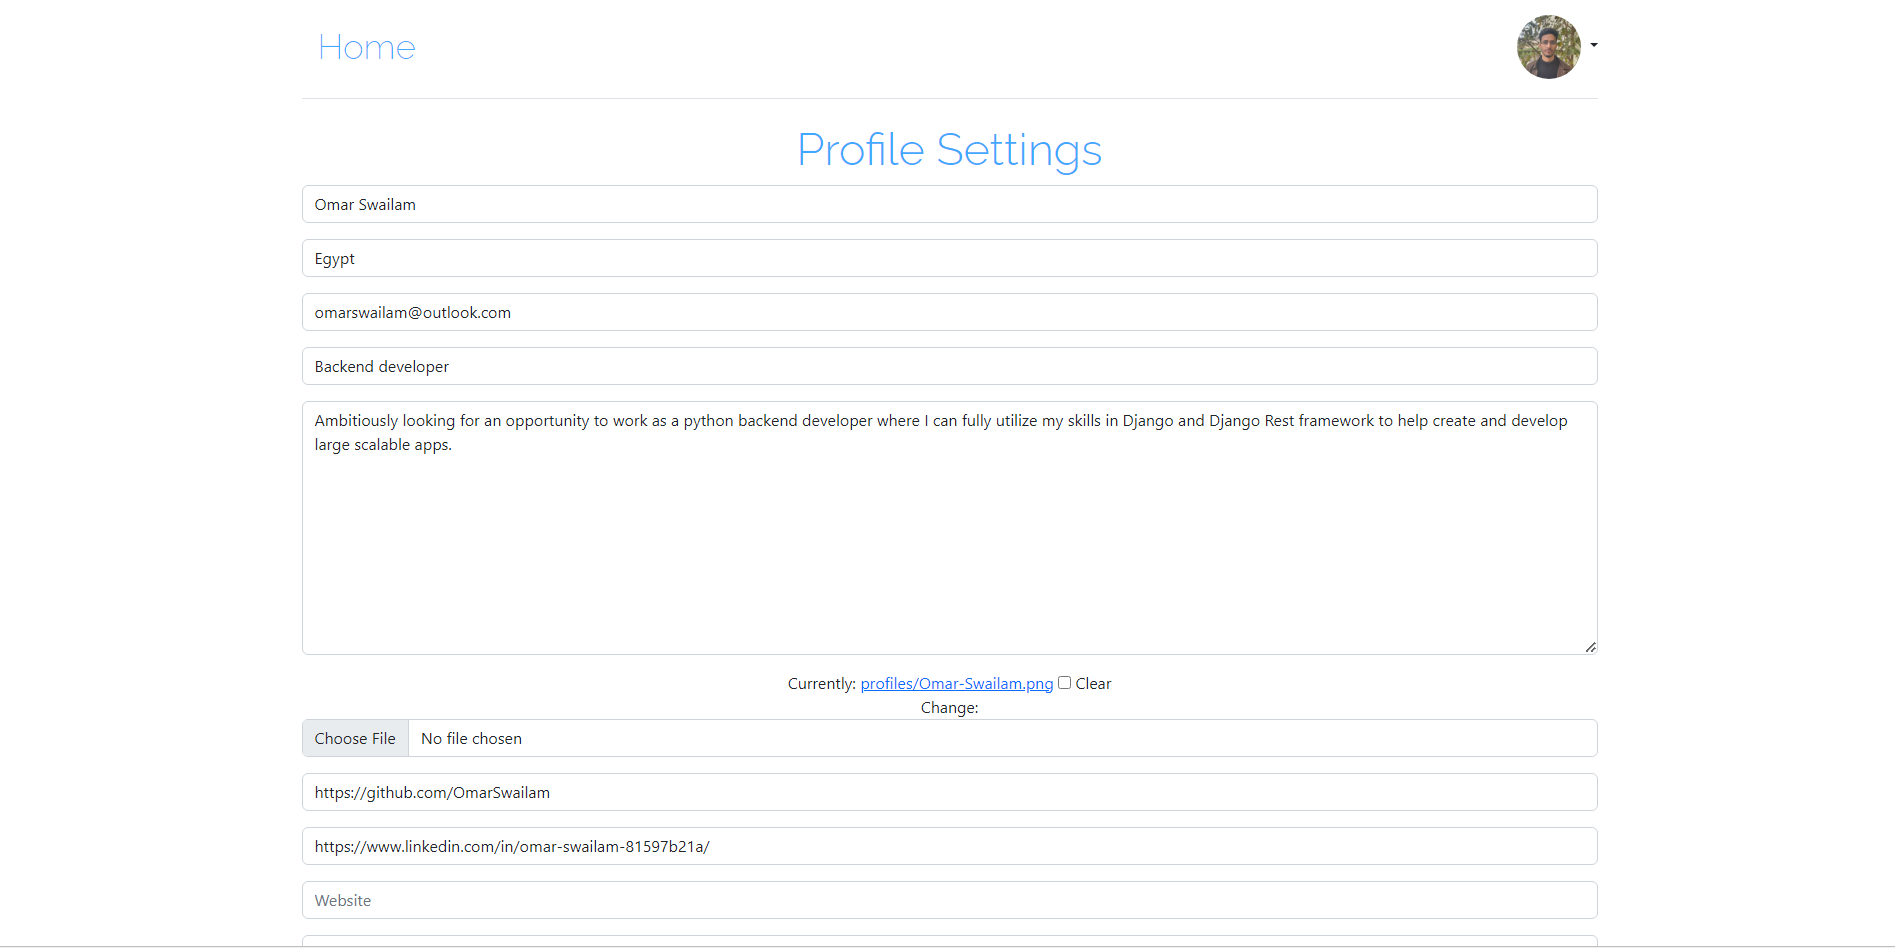 Home
Profile Settings
Omar Swailam
Egypt
omarswailam@outlook.com
Backend developer
Ambitiously looking for an opportunity to work as a python backend developer where I can fully utilize my skills in Django and Django Rest framework to help create and develop
large scalable apps.
Currently: profiles/Omar-Swailam.png Clear
Change:
Choose File No file chosen
https://github.com/OmarSwailam
https://www.linkedin.com/in/omar-swailam-81597b21a/
Website